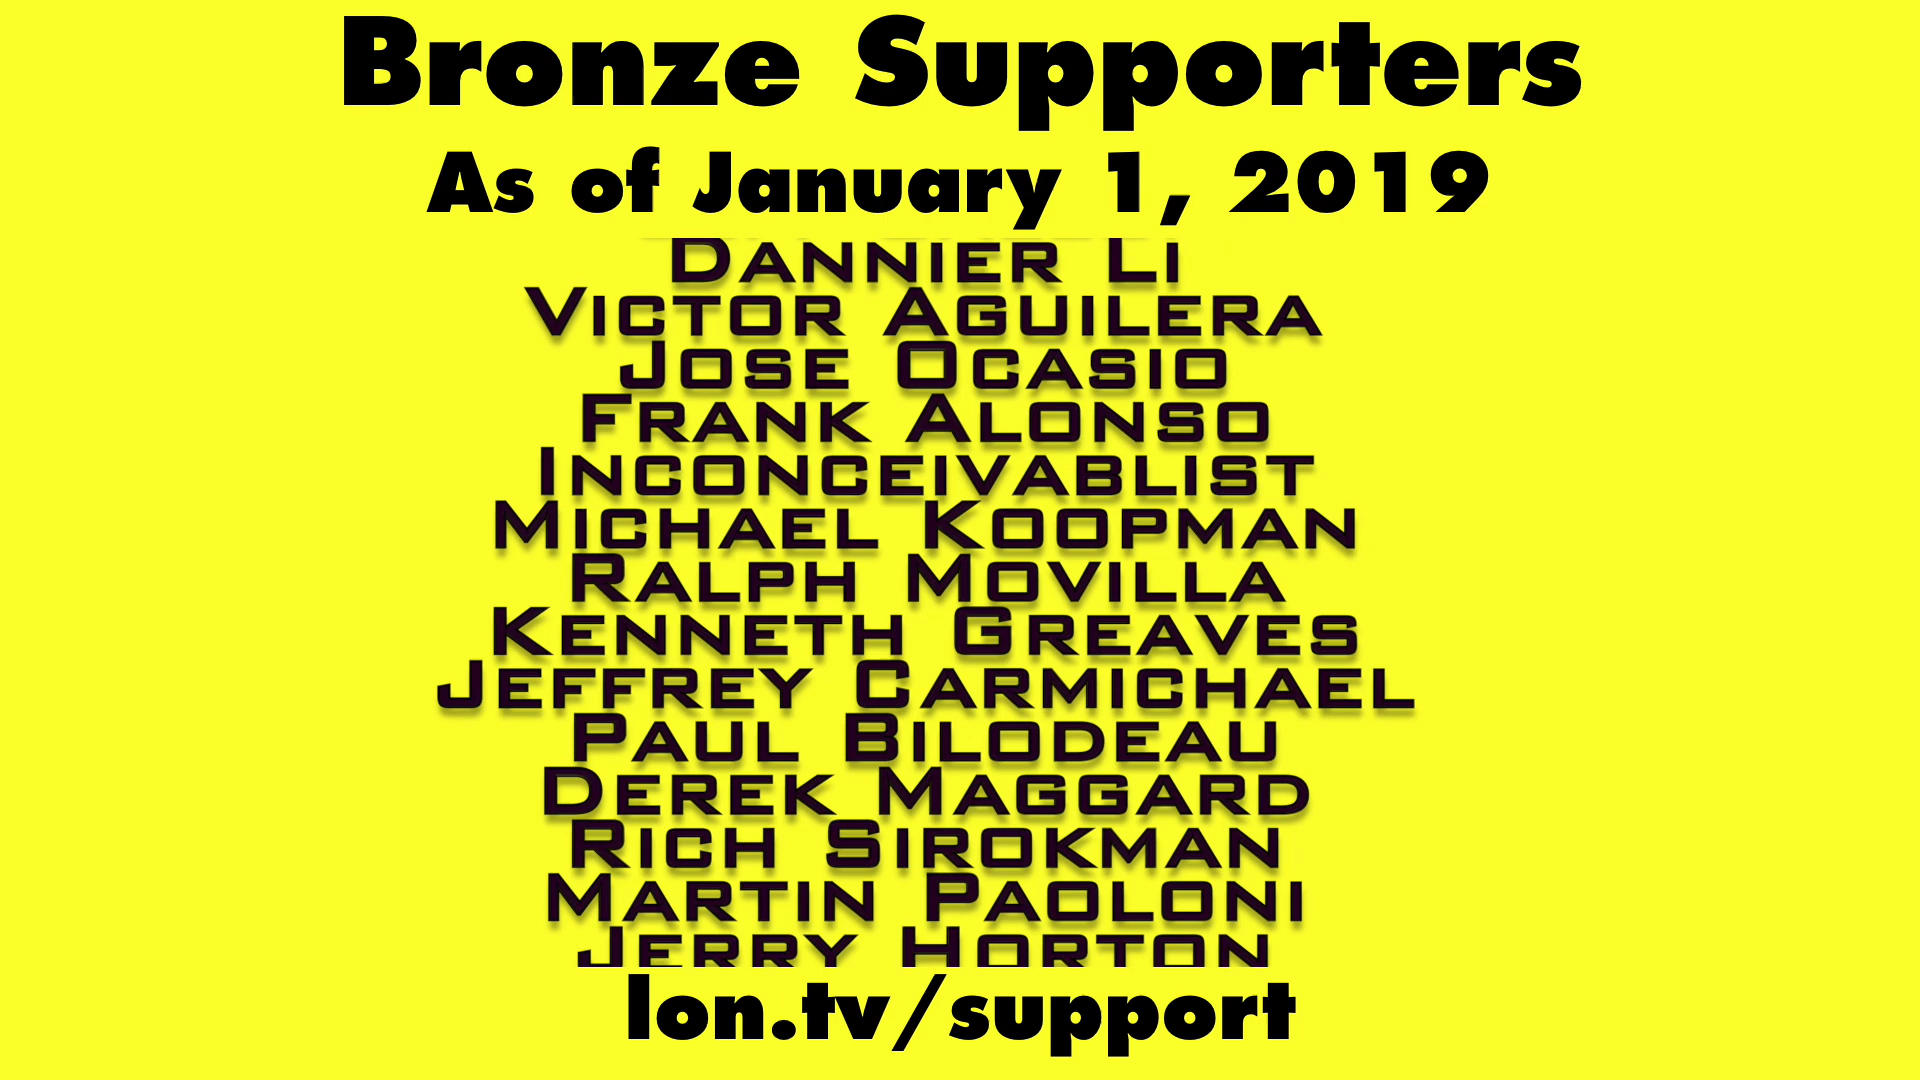 Bronze Supporters
As of January 1, 2019
Dannier Li
Victor Aguilera
Jose Ocasio
Frank Alonso
Inconceivablist
Michael Koopman
Ralph Movilla
Kenneth Greaves
Jeffrey Carmichael
Paul Bilodeau
Derek Maggard
Rich Sirokman
Martin Paoloni
Jerry Horton
lon.tv/support